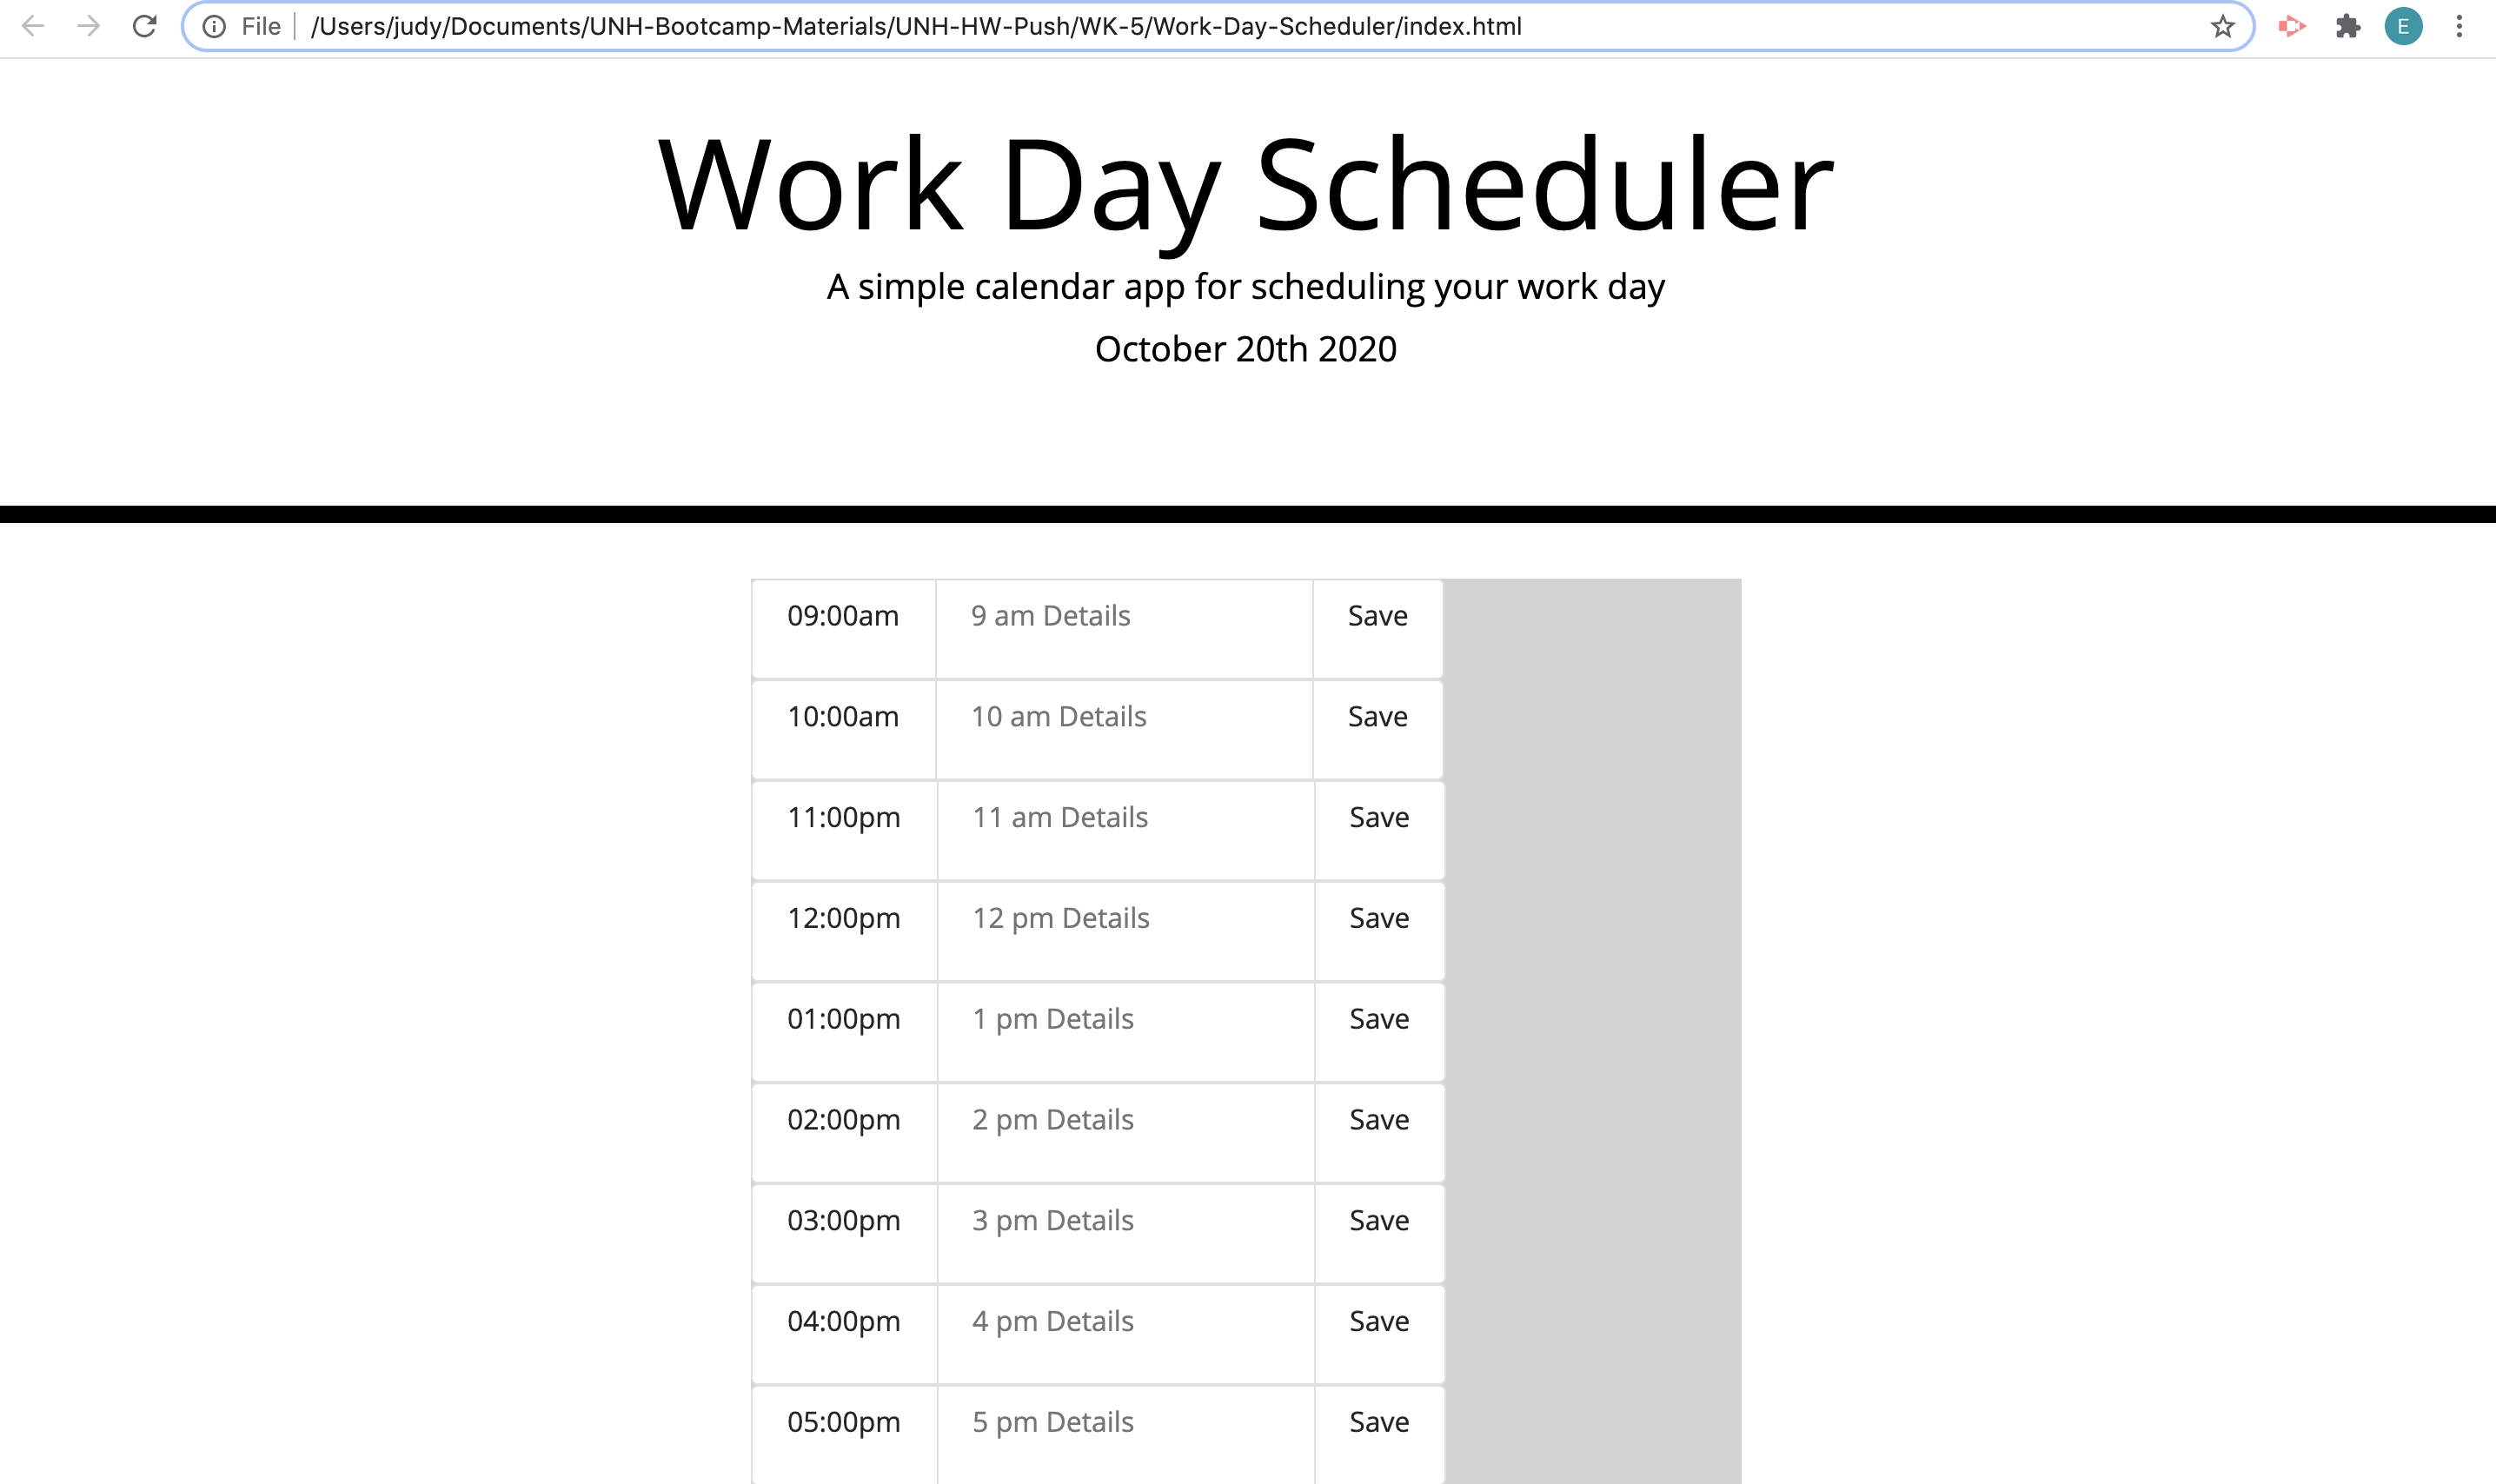 File /Users/judy/Documents/UNH-Bootcamp-Materials/UNH-HW-Push/WK-5/Work-Day-Scheduler/index.html E
Work Day Scheduler
A simple calendar app for scheduling your work day
October 20th 2020
09:00am 9 am Details Save
10:00am 10 am Details Save
11:00pm 11 am Details Save
12:00pm 12 pm Details Save
01:00pm 1 pm Details Save
02:00pm 2 pm Details Save
03:00pm 3 pm Details Save
04:00pm 4 pm Details Save
05:00pm 5 pm Details Save